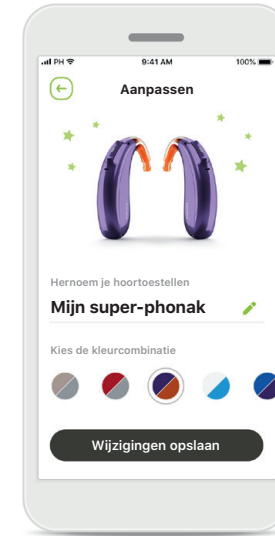 PH 9:41 AM 100%
Aanpassen
Hernoem je hoortoestellen
Mijn super-phonak
Kies de kleurcombinatie
Wijzigingen opslaan